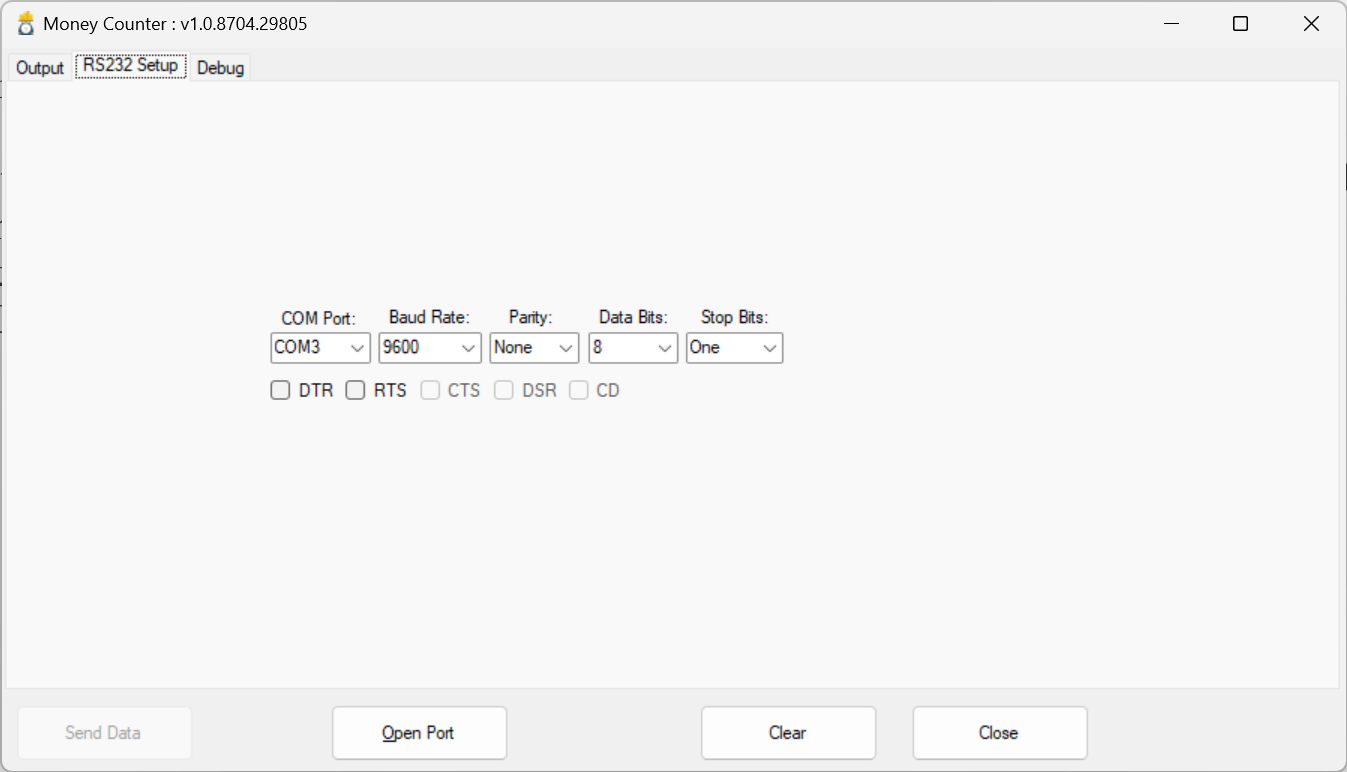 Money Counter : v1.0.8704.29805
Output RS232 Setup Debug
COM Port: Baud Rate: Parity: Data Bits: Stop Bits:
COM3 9600 None 8 One
DTR RTS CTS DSR CD
Send Data Open Port Clear Close